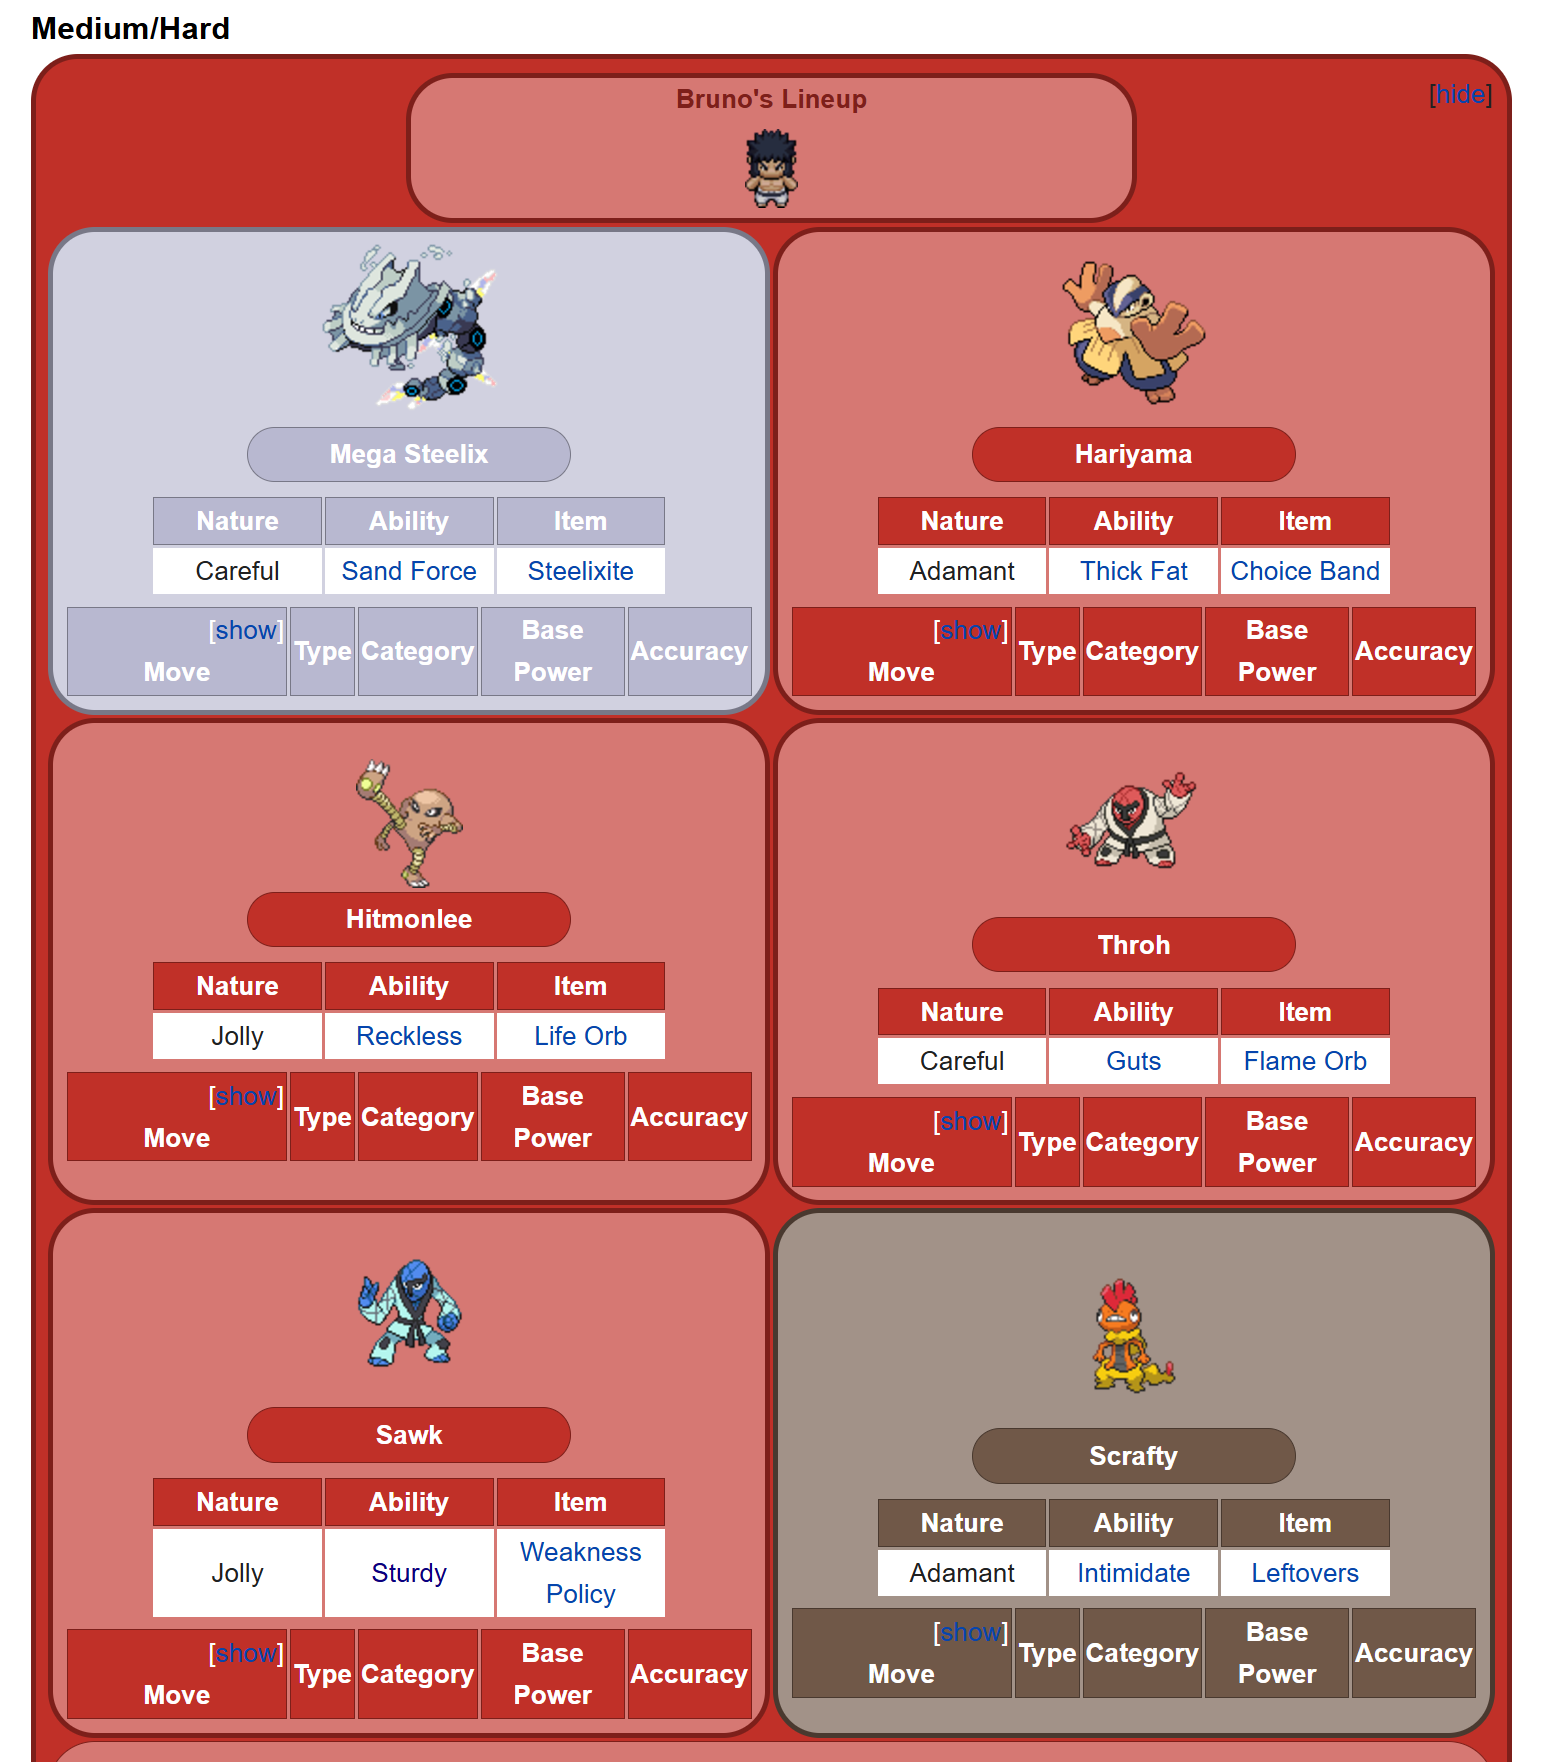 Medium/Hard
Bruno's Lineup
[hide]
Mega Steelix
Nature Ability Item
Careful Sand Force Steelixite
[show]
Move Type Category Base Power Accuracy
Hariyama
Nature Ability Item
Adamant Thick Fat Choice Band
[show]
Move Type Category Base Power Accuracy
Hitmonlee
Nature Ability Item
Jolly Reckless Life Orb
[show]
Move Type Category Base Power Accuracy
Throh
Nature Ability Item
Careful Guts Flame Orb
[show]
Move Type Category Base Power Accuracy
Sawk
Nature Ability Item
Jolly Sturdy Weakness Policy
[show]
Move Type Category Base Power Accuracy
Scrafty
Nature Ability Item
Adamant Intimidate Leftovers
[show]
Move Type Category Base Power Accuracy